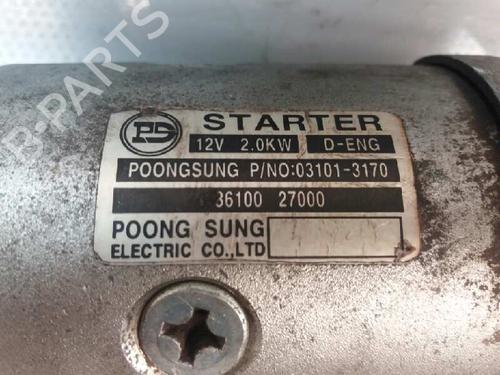 PS STARTER
12V 2.0KW D-ENG
POONGSUNG P/NO:03101-3170
36100 27000
POONG SUNG
ELECTRIC CO.,LTD
B-PARTS